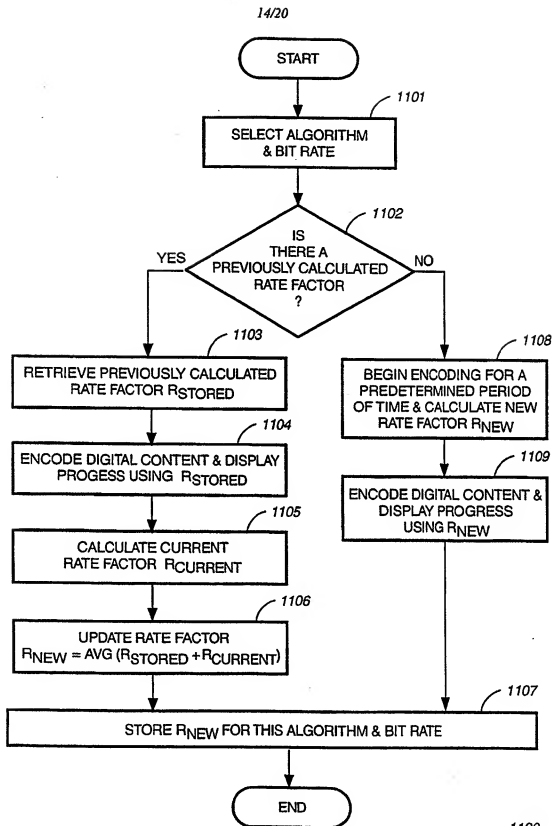 14/20
START
1101
SELECT ALGORITHM
& BIT RATE
1102
IS
THERE A
PREVIOUSLY CALCULATED
RATE FACTOR
?
YES
NO
1103
RETRIEVE PREVIOUSLY CALCULATED
RATE FACTOR RSTORED
1104
ENCODE DIGITAL CONTENT & DISPLAY
PROGESS USING RSTORED
1105
CALCULATE CURRENT
RATE FACTOR RCURRENT
1106
UPDATE RATE FACTOR
RNEW = AVG (RSTORED + RCURRENT)
1108
BEGIN ENCODING FOR A
PREDETERMINED PERIOD
OF TIME & CALCULATE NEW
RATE FACTOR RNEW
1109
ENCODE DIGITAL CONTENT &
DISPLAY PROGRESS
USING RNEW
1107
STORE RNEW FOR THIS ALGORITHM & BIT RATE
END